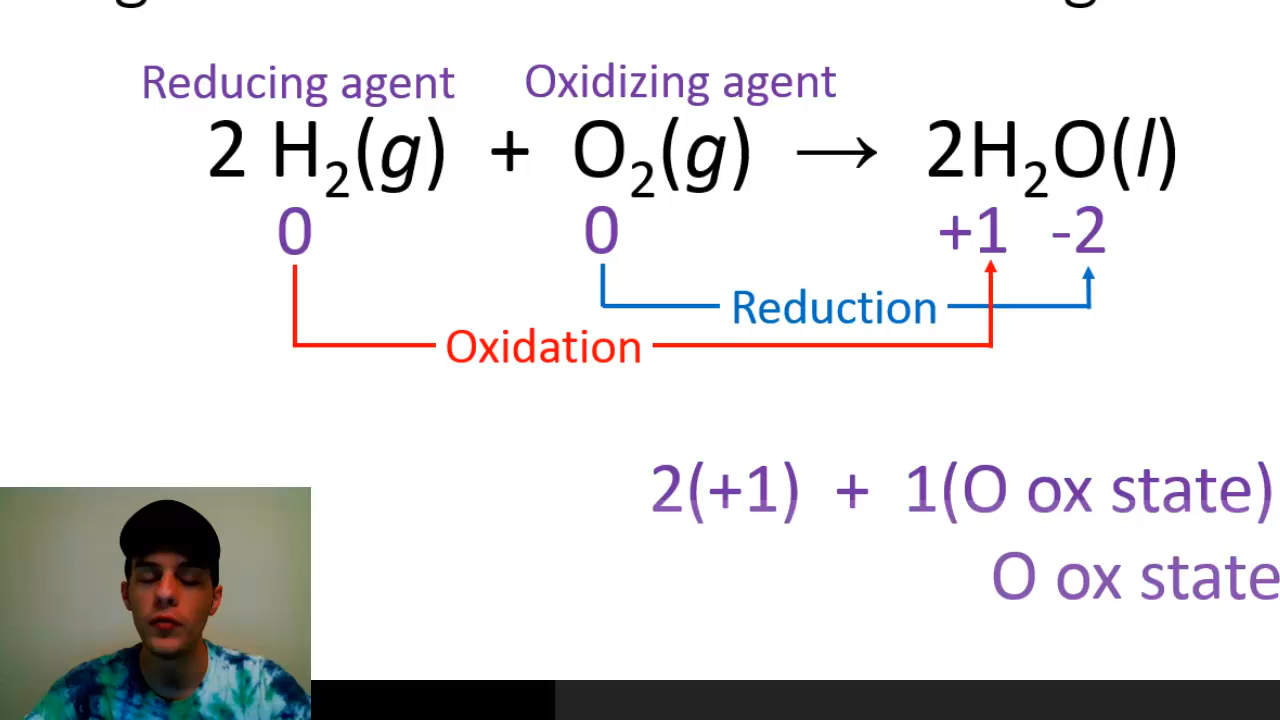 Reducing agent Oxidizing agent
2 H₂(g) + O₂(g) → 2H₂O(l)
0 0 +1 -2
Reduction
Oxidation
2(+1) + 1(O ox state)
O ox state